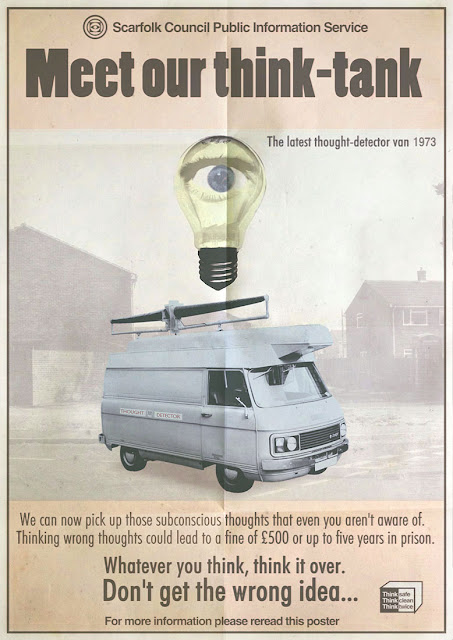 Scarfolk Council Public Information Service
Meet our think-tank
The latest thought-detector van 1973
THOUGHT DETECTOR
We can now pick up those subconscious thoughts that even you aren't aware of.
Thinking wrong thoughts could lead to a fine of £500 or up to five years in prison.
Whatever you think, think it over.
Don't get the wrong idea...
Think safe
Think clean
Think twice
For more information please reread this poster